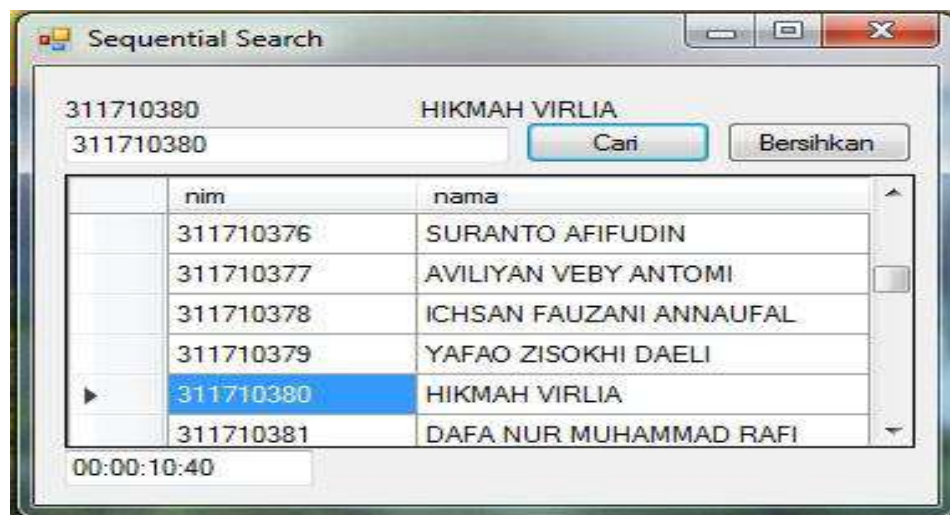 Sequential Search
311710380 HIKMAH VIRLIA
311710380 Cari Bersihkan
nim nama
311710376 SURANTO AFIFUDIN
311710377 AVILIYAN VEBY ANTOMI
311710378 ICHSAN FAUZANI ANNAUFAL
311710379 YAFAO ZISOKHI DAELI
311710380 HIKMAH VIRLIA
311710381 DAFA NUR MUHAMMAD RAFI
00:00:10:40